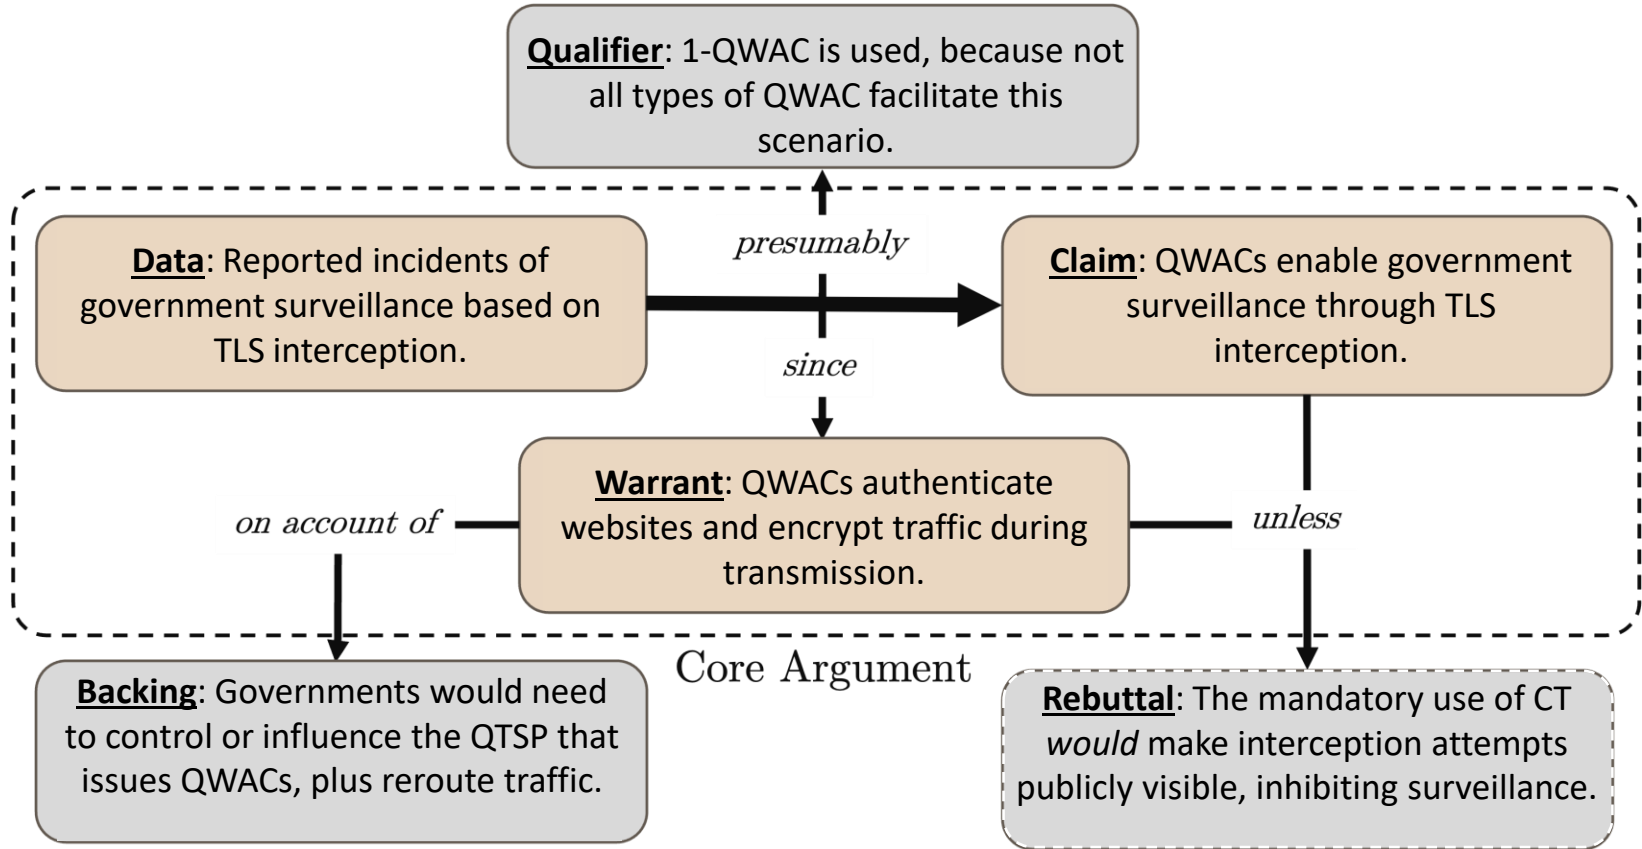 Qualifier: 1-QWAC is used, because not
all types of QWAC facilitate this
scenario.
presumably
Data: Reported incidents of
government surveillance based on
TLS interception.
Claim: QWACs enable government
surveillance through TLS
interception.
since
Warrant: QWACs authenticate
websites and encrypt traffic during
transmission.
on account of
unless
Core Argument
Backing: Governments would need
to control or influence the QTSP that
issues QWACs, plus reroute traffic.
Rebuttal: The mandatory use of CT
would make interception attempts
publicly visible, inhibiting surveillance.